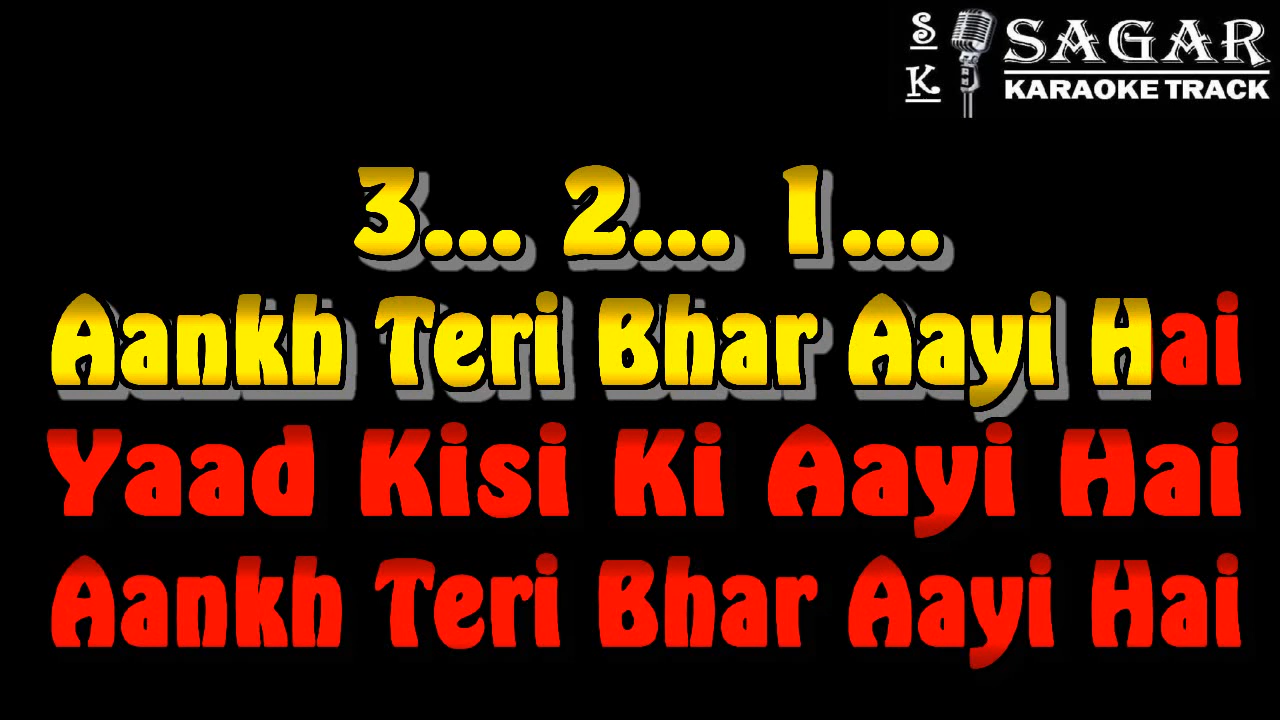 S K SAGAR
KARAOKE TRACK
3... 2... 1...
Aankh Teri Bhar Aayi Hai
Yaad Kisi Ki Aayi Hai
Aankh Teri Bhar Aayi Hai